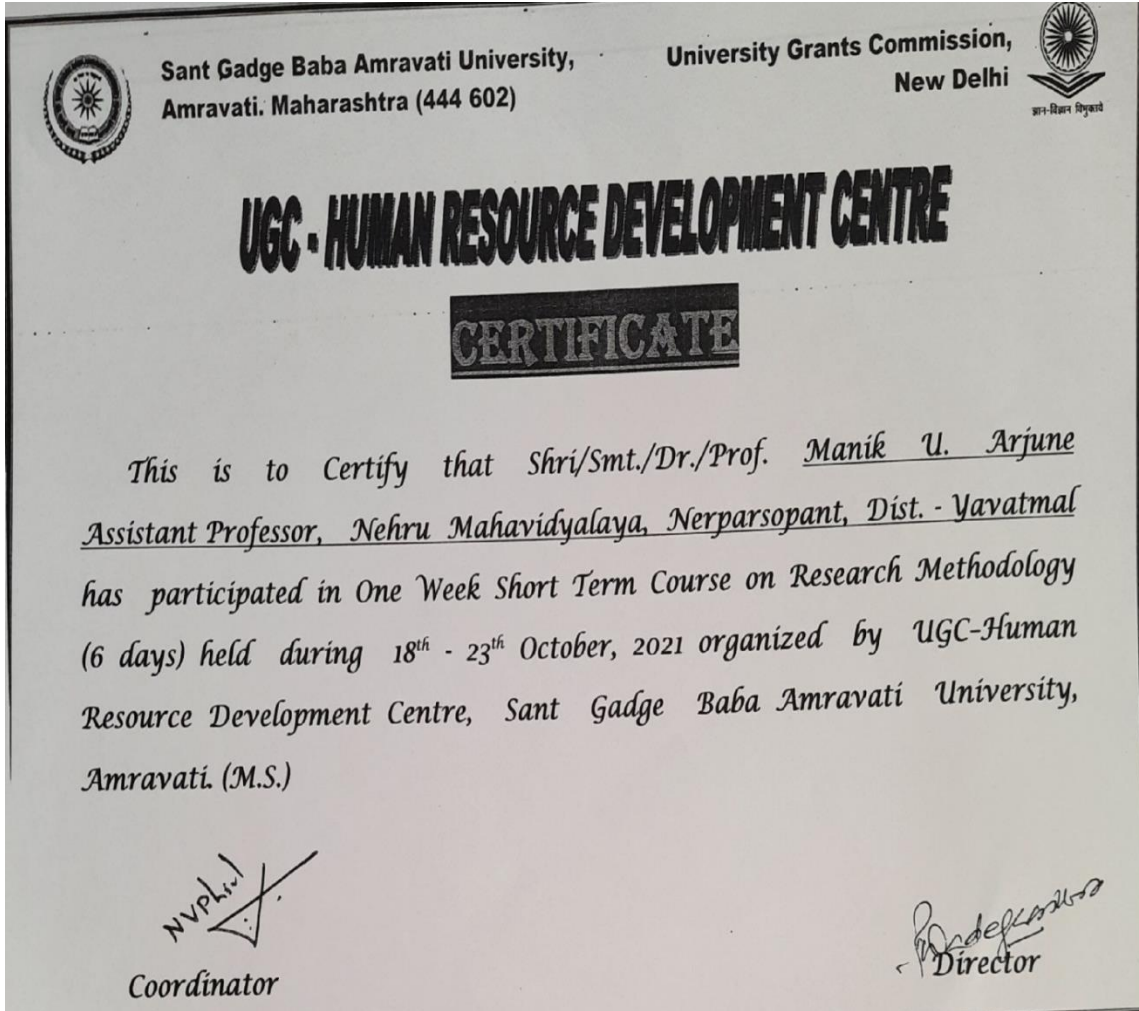 Sant Gadge Baba Amravati University,
Amravati. Maharashtra (444 602)
University Grants Commission,
New Delhi
ज्ञान-विज्ञान विमुक्तये
UGC - HUMAN RESOURCE DEVELOPMENT CENTRE
CERTIFICATE
This is to Certify that Shri/Smt./Dr./Prof. Manik U. Arjune
Assistant Professor, Nehru Mahavidyalaya, Nerparsopant, Dist. - Yavatmal
has participated in One Week Short Term Course on Research Methodology
(6 days) held during 18th - 23th October, 2021 organized by UGC-Human
Resource Development Centre, Sant Gadge Baba Amravati University,
Amravati. (M.S.)
Coordinator
Director